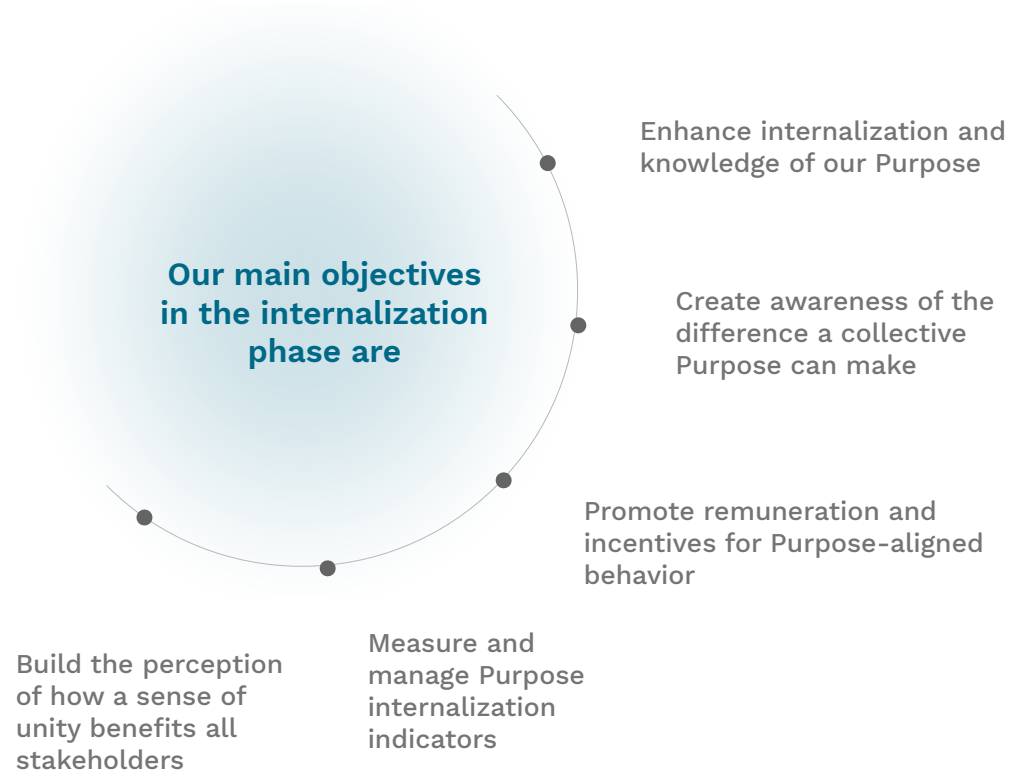 Our main objectives
in the internalization
phase are
Enhance internalization and
knowledge of our Purpose
Create awareness of the
difference a collective
Purpose can make
Promote remuneration and
incentives for Purpose-aligned
behavior
Measure and
manage Purpose
internalization
indicators
Build the perception
of how a sense of
unity benefits all
stakeholders